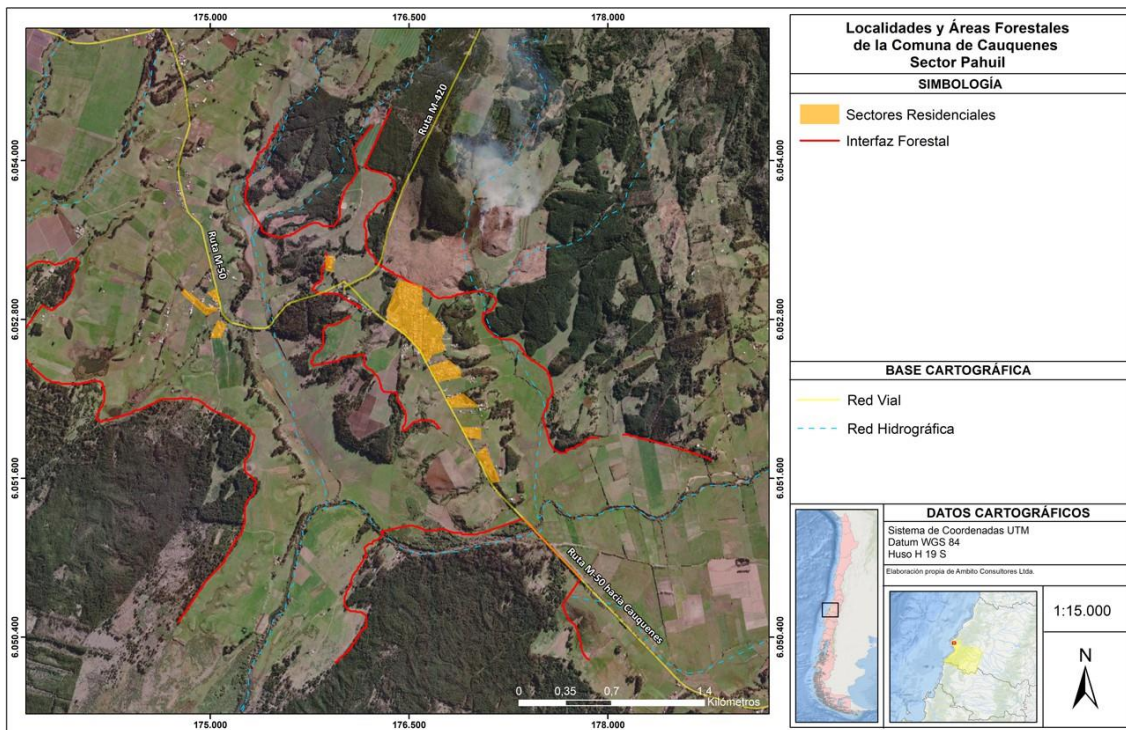 175.000 176.500 178.000
6.054.000
6.052.800
6.051.600
6.050.400
Ruta M-420
Ruta M-50
Ruta M-50 hacia Cauquenes
0 0,35 0,7 1,4
Kilómetros
175.000 176.500 178.000
6.054.000
6.052.800
6.051.600
6.050.400
Localidades y Áreas Forestales
de la Comuna de Cauquenes
Sector Pahuil
SIMBOLOGÍA
Sectores Residenciales
Interfaz Forestal
BASE CARTOGRÁFICA
Red Vial
Red Hidrográfica
DATOS CARTOGRÁFICOS
Sistema de Coordenadas UTM
Datum WGS 84
Huso H 19 S
Elaboración propia de Ambito Consultores Ltda.
1:15.000
N